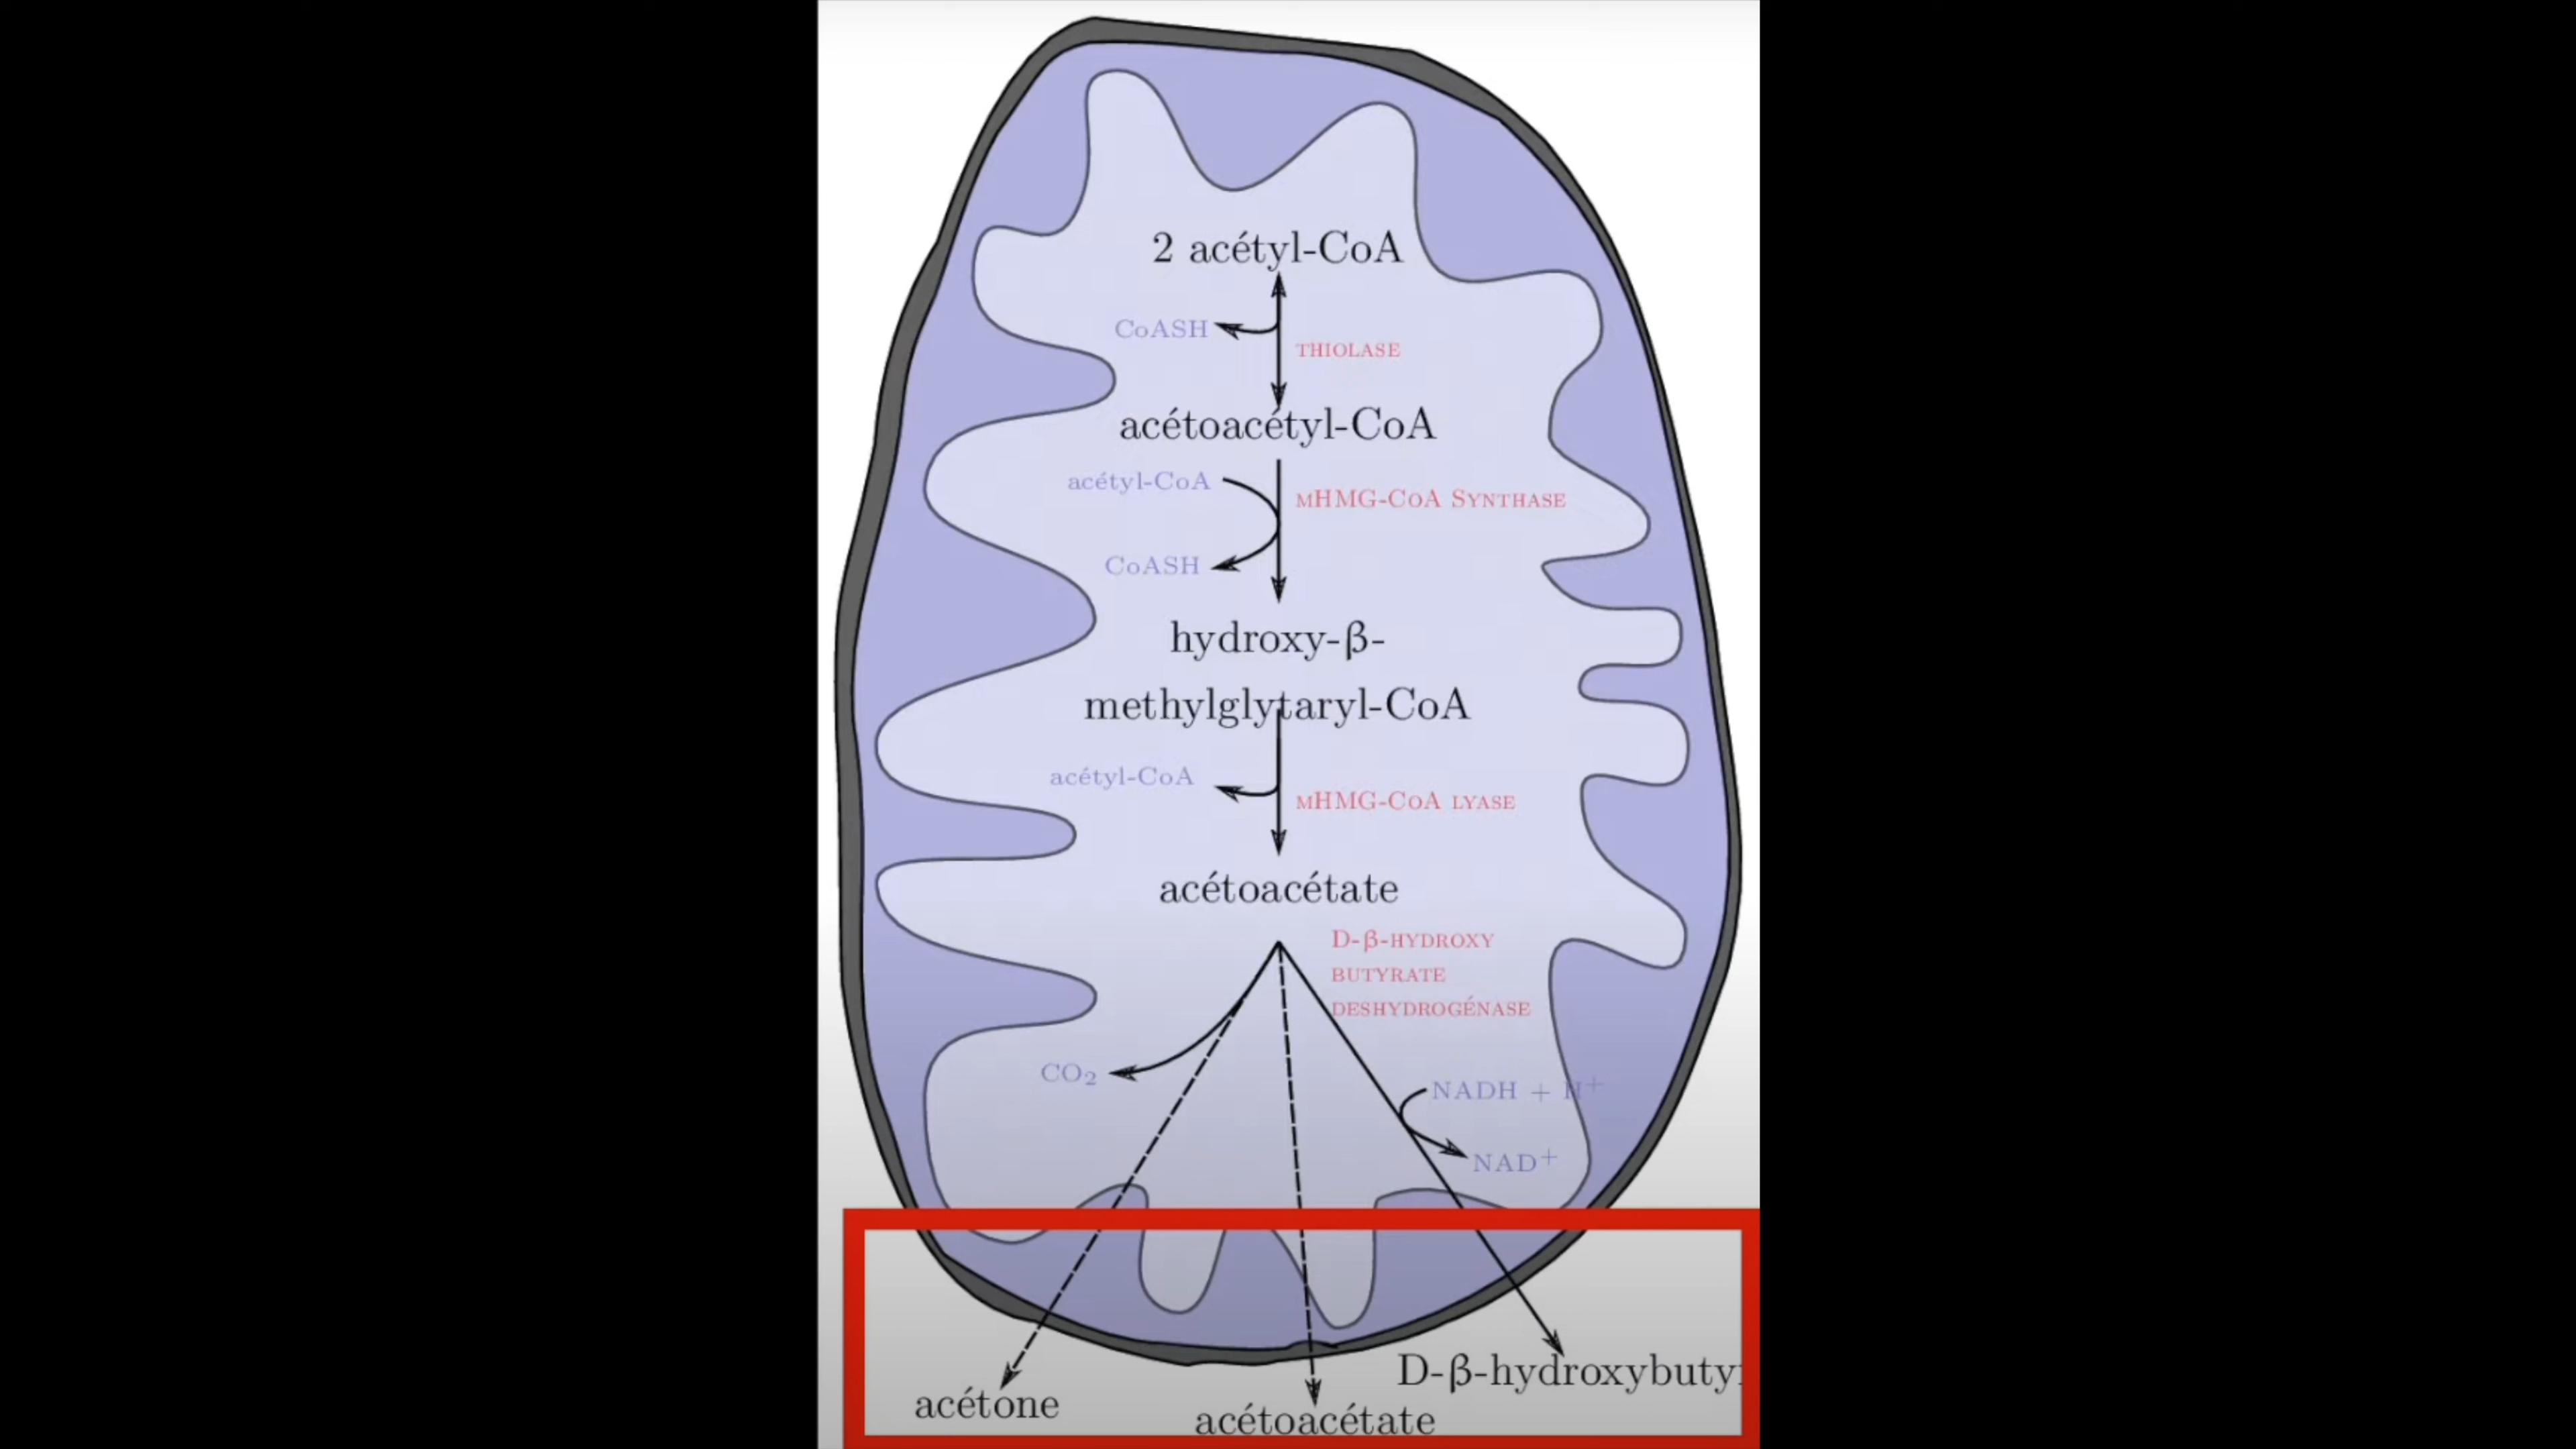 2 acétyl-CoA
CoASH
THIOLASE
acétoacétyl-CoA
acétyl-CoA
MHMG-COA SYNTHASE
CoASH
hydroxy-β-
methylglytaryl-CoA
acétyl-CoA
MHMG-COA LYASE
acétoacétate
D-β-HYDROXY
BUTYRATE
DESHYDROGÉNASE
CO₂
NADH + H⁺
NAD⁺
D-β-hydroxybuty
acétone
acétoacétate